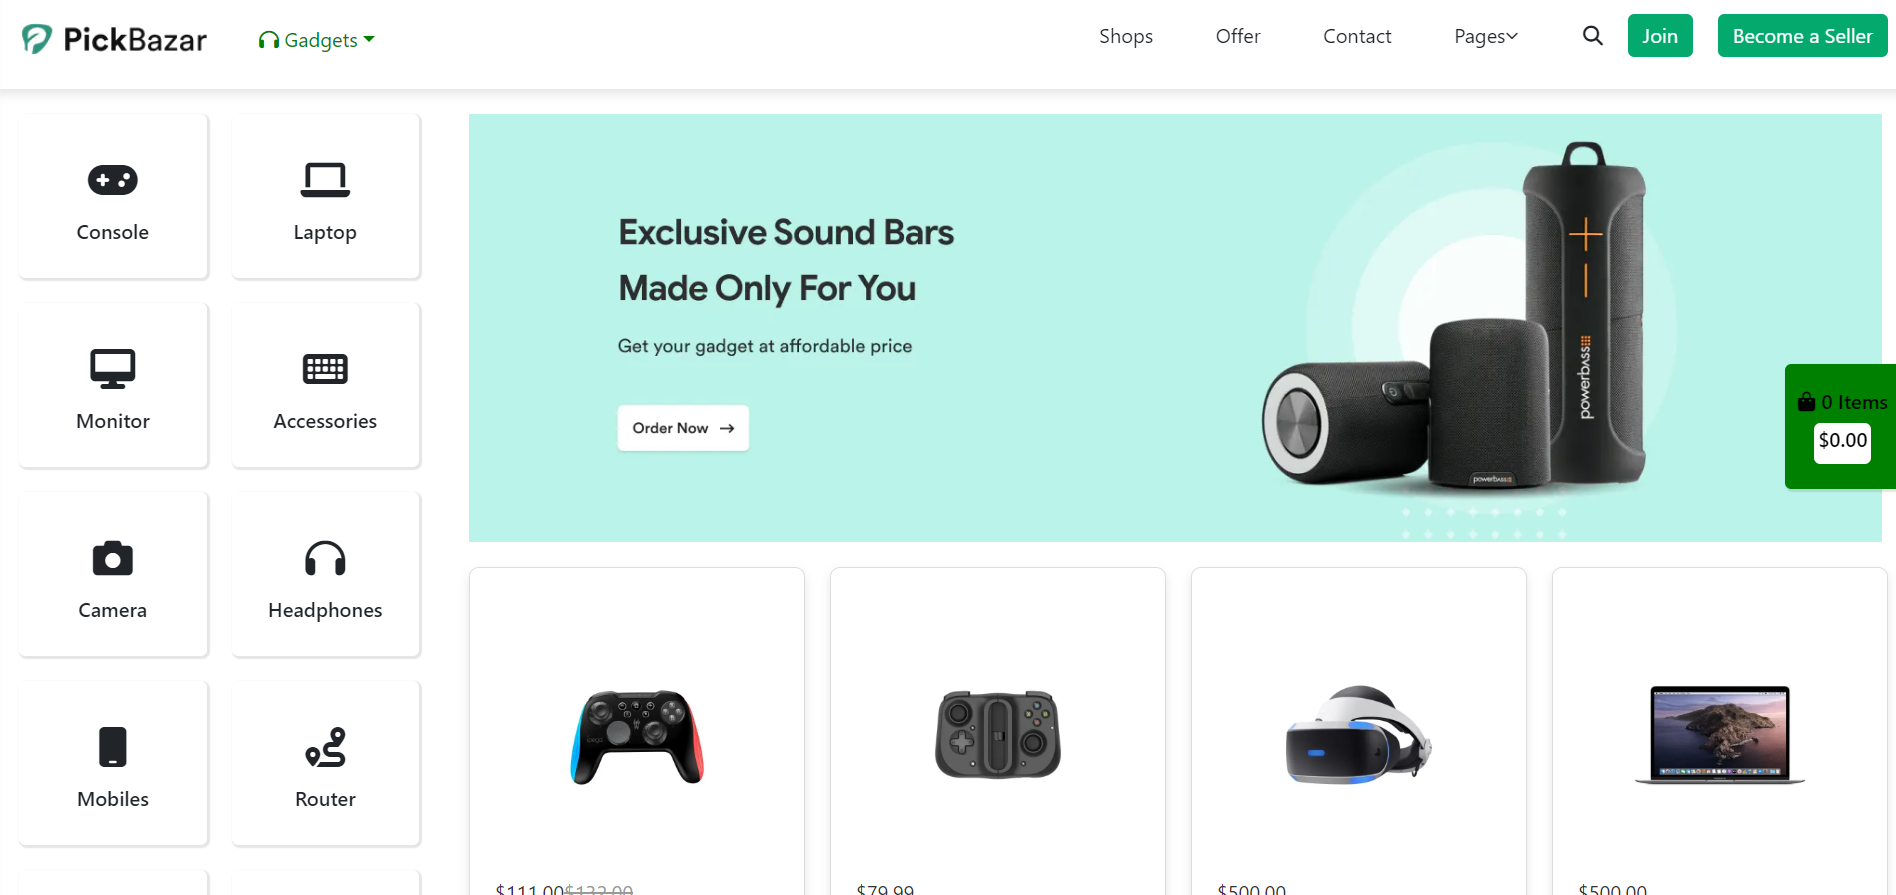 PickBazar
Gadgets
Shops
Offer
Contact
Pages
Join
Become a Seller
Console
Laptop
Monitor
Accessories
Camera
Headphones
Mobiles
Router
Exclusive Sound Bars
Made Only For You
Get your gadget at affordable price
Order Now →
powerbass
powerbass
0 Items
$0.00
$111.00 $132.00
$79.99
$500.00
$500.00